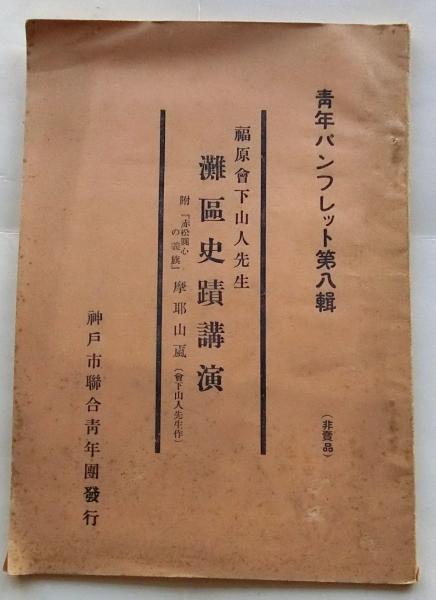 青年パンフレット第八輯
(非賣品)
福原會下山人先生
灘區史蹟講演
附『赤松圓心の義旗』摩耶山颪(會下山人先生作)
神戸市聯合青年團發行